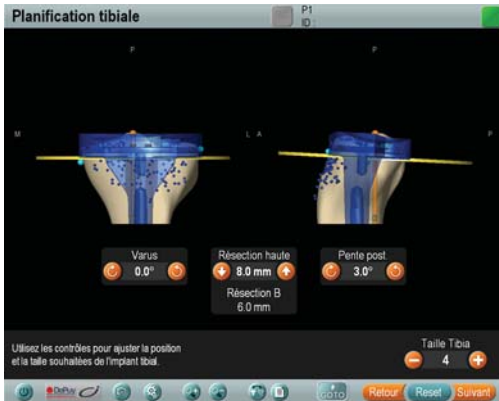 Planification tibiale
P1
ID :
P
P
M
L
A
P
Varus
0.0°
Résection haute
8.0 mm
Résection B
6.0 mm
Pente post.
3.0°
Utilisez les contrôles pour ajuster la position
et la taille souhaitées de l'implant tibial.
Taille Tibia
4
DePuy
GOTO
Retour
Reset
Suivant